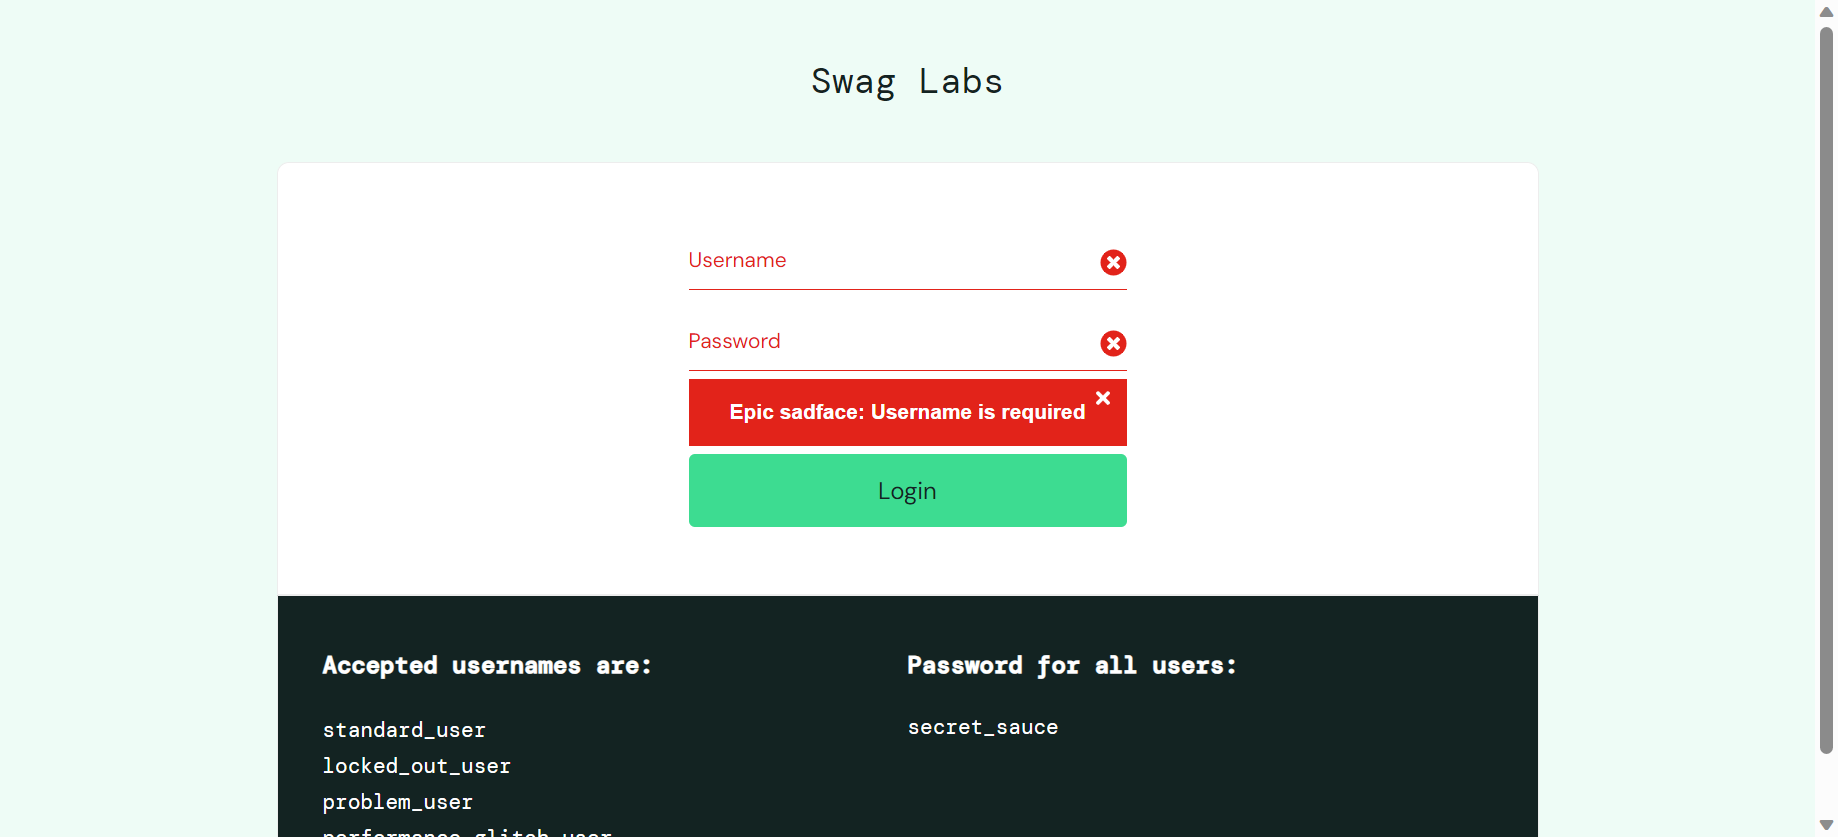 Swag Labs
Username
Password
Epic sadface: Username is required
Login
Accepted usernames are:
standard_user
locked_out_user
problem_user
performance_glitch_user
Password for all users:
secret_sauce